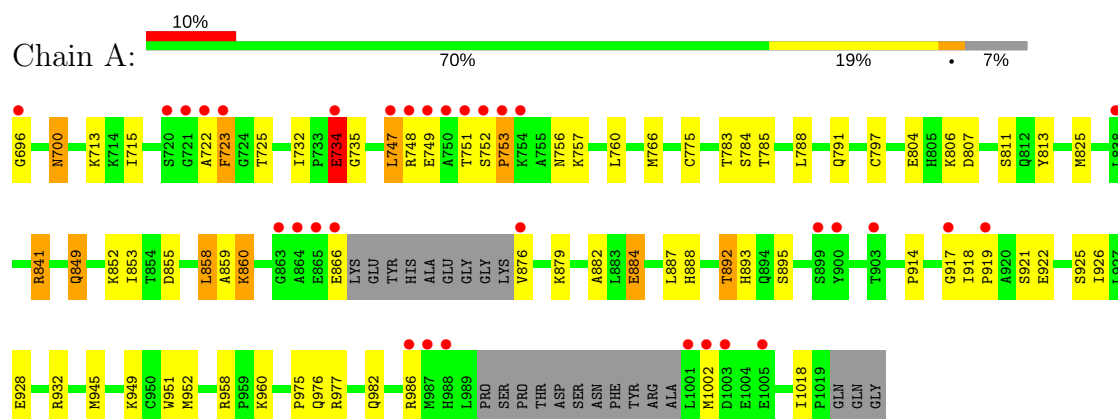 10%
Chain A:
70% 19% • 7%
G696 N700 K713 K714 I715 S720 G721 A722 F723 G724 T725 I732 P733 E734 G735 L747 R748 E749 A750 T751 S752 P753 K754 A755 N756 K757 L760 M766 C775 T783 S784 T785 L788 Q791 C797 E804 H805 K806 D807 S811 Q812 Y813 M825 L838
R841 Q849 K852 I853 T854 D855 L858 A859 K860 G863 A864 E865 E866 LYS GLU TYR HIS ALA GLU GLY GLY LYS V876 K879 A882 L883 E884 L887 H888 T892 H893 Q894 S895 S899 Y900 T903 P914 G917 I918 P919 A920 S921 E922 S925 I926 L927
E928 R932 M945 K949 C950 W951 M952 R958 P959 K960 P975 Q976 R977 Q982 R986 M987 H988 L989 PRO SER PRO THR ASP SER ASN PHE TYR ARG ALA L1001 M1002 D1003 E1004 E1005 I1018 P1019 GLN GLN GLY